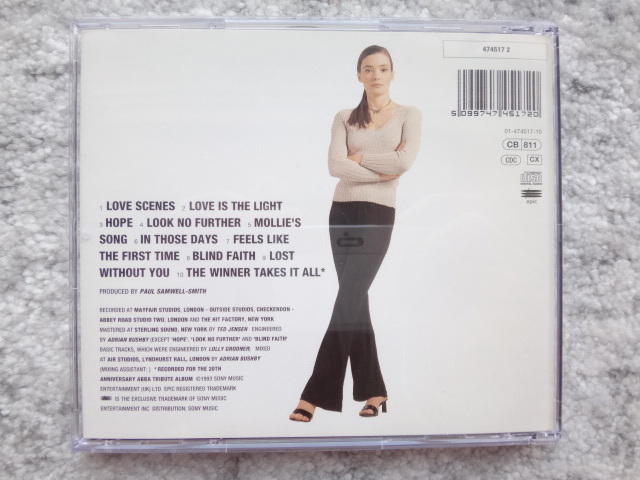 474517 2
5 099747 451720
01-474517-10
CB 811
CDC CX
COMPACT
disc
DIGITAL AUDIO
epic
1 LOVE SCENES 2 LOVE IS THE LIGHT
3 HOPE 4 LOOK NO FURTHER 5 MOLLIE'S
SONG 6 IN THOSE DAYS 7 FEELS LIKE
THE FIRST TIME 8 BLIND FAITH 9 LOST
WITHOUT YOU 10 THE WINNER TAKES IT ALL*
PRODUCED BY PAUL SAMWELL-SMITH
RECORDED AT MAYFAIR STUDIOS, LONDON - OUTSIDE STUDIOS, CHECKENDON -
ABBEY ROAD STUDIO TWO, LONDON AND THE HIT FACTORY, NEW YORK
MASTERED AT STERLING SOUND, NEW YORK BY TED JENSEN ENGINEERED
BY ADRIAN BUSHBY (EXCEPT 'HOPE', 'LOOK NO FURTHER' AND 'BLIND FAITH'
BASIC TRACKS, WHICH WERE ENGINEERED BY LOLLY GRODNER) MIXED
AT AIR STUDIOS, LYNDHURST HALL, LONDON BY ADRIAN BUSHBY
(MIXING ASSISTANT: ) *RECORDED FOR THE 20TH
ANNIVERSARY ABBA TRIBUTE ALBUM ©1993 SONY MUSIC
ENTERTAINMENT (UK) LTD EPIC REGISTERED TRADEMARK
IS THE EXCLUSIVE TRADEMARK OF SONY MUSIC
ENTERTAINMENT INC DISTRIBUTION: SONY MUSIC